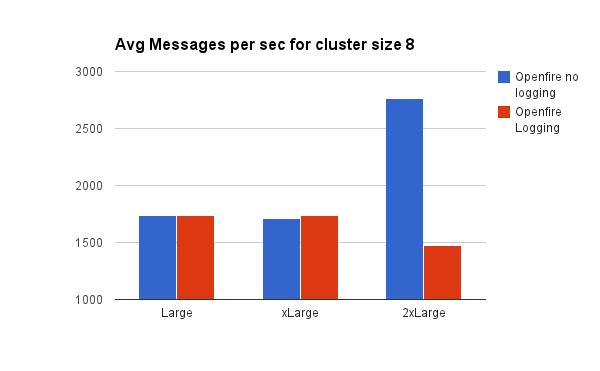 Avg Messages per sec for cluster size 8
3000
2500
2000
1500
1000
Large
xLarge
2xLarge
Openfire no
logging
Openfire
Logging